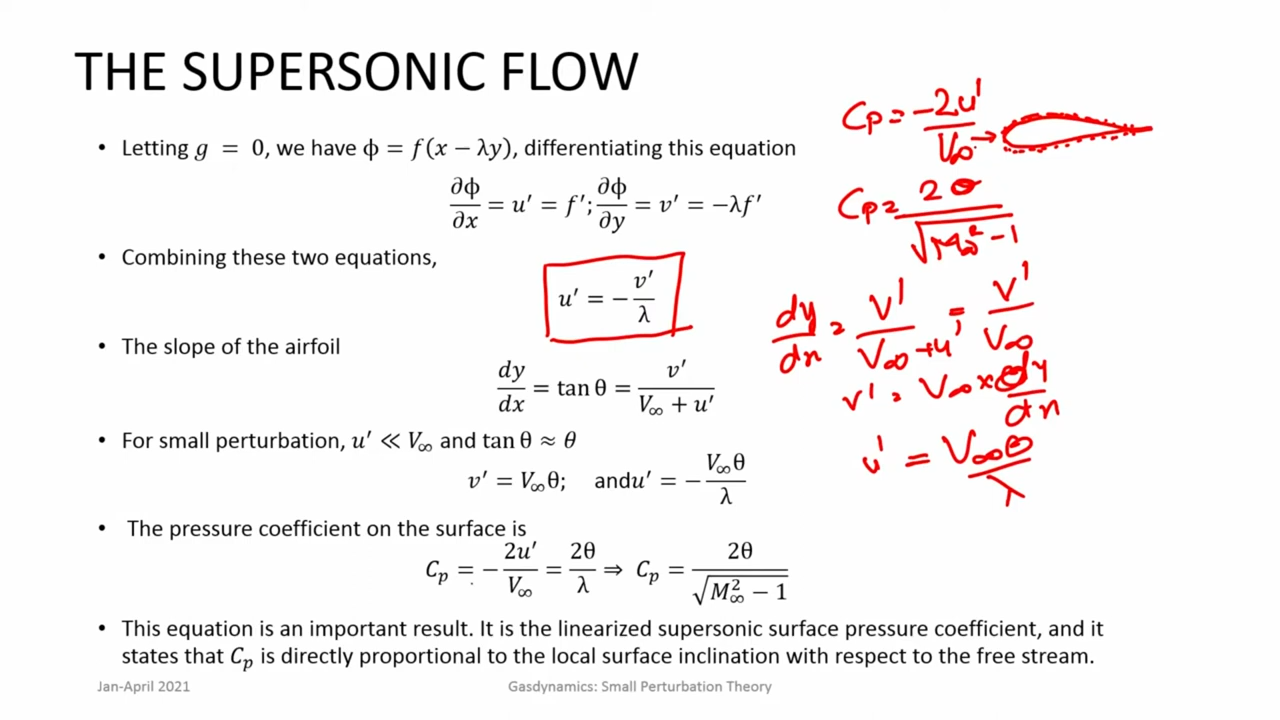 THE SUPERSONIC FLOW
• Letting g = 0, we have ϕ = f(x − λy), differentiating this equation
∂ϕ/∂x = u′ = f′; ∂ϕ/∂y = v′ = −λf′
• Combining these two equations,
u′ = − v′/λ
• The slope of the airfoil
dy/dx = tan θ = v′/(V∞ + u′)
• For small perturbation, u′ ≪ V∞ and tan θ ≈ θ
v′ = V∞θ; andu′ = − V∞θ/λ
• The pressure coefficient on the surface is
Cp = − 2u′/V∞ = 2θ/λ ⇒ Cp = 2θ/√(M∞² − 1)
• This equation is an important result. It is the linearized supersonic surface pressure coefficient, and it
states that Cp is directly proportional to the local surface inclination with respect to the free stream.
Cp = −2u′/V∞
Cp = 2θ/√(M∞² − 1)
dy/dx = v′/(V∞ + u′) = v′/V∞
v′ = V∞ × dy/dx
u′ = V∞θ/λ
Jan-April 2021
Gasdynamics: Small Perturbation Theory